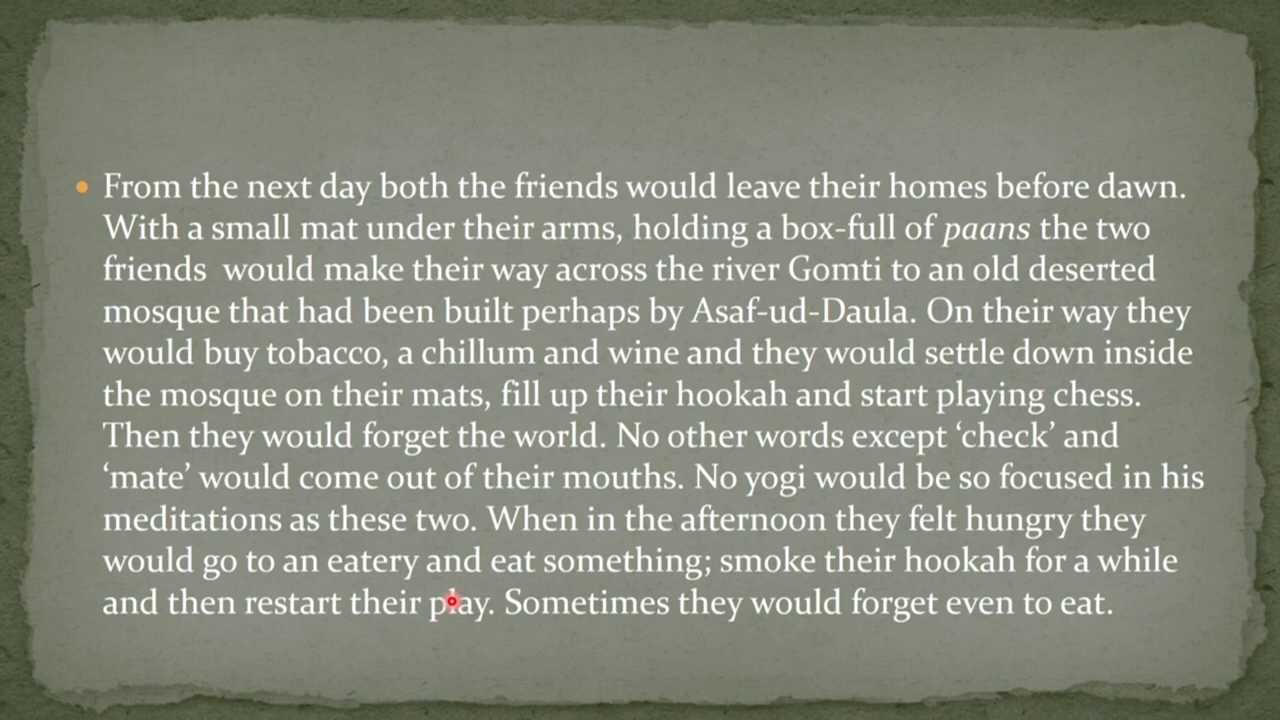 • From the next day both the friends would leave their homes before dawn.
With a small mat under their arms, holding a box-full of paans the two
friends would make their way across the river Gomti to an old deserted
mosque that had been built perhaps by Asaf-ud-Daula. On their way they
would buy tobacco, a chillum and wine and they would settle down inside
the mosque on their mats, fill up their hookah and start playing chess.
Then they would forget the world. No other words except ‘check’ and
‘mate’ would come out of their mouths. No yogi would be so focused in his
meditations as these two. When in the afternoon they felt hungry they
would go to an eatery and eat something; smoke their hookah for a while
and then restart their play. Sometimes they would forget even to eat.